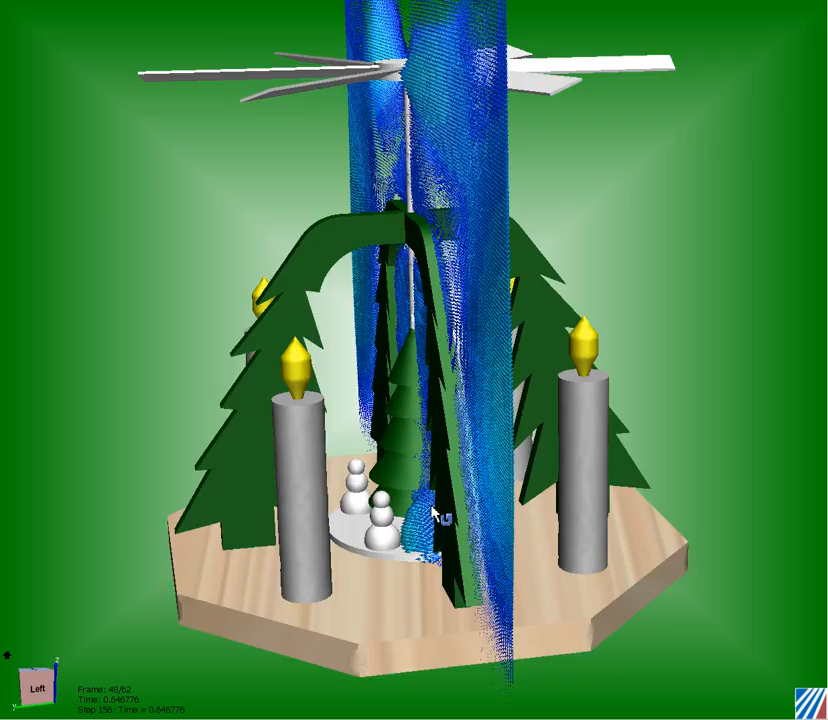 z
Left
y
Frame: 48/62
Time: 0.646776
Step 156: Time = 0.646776